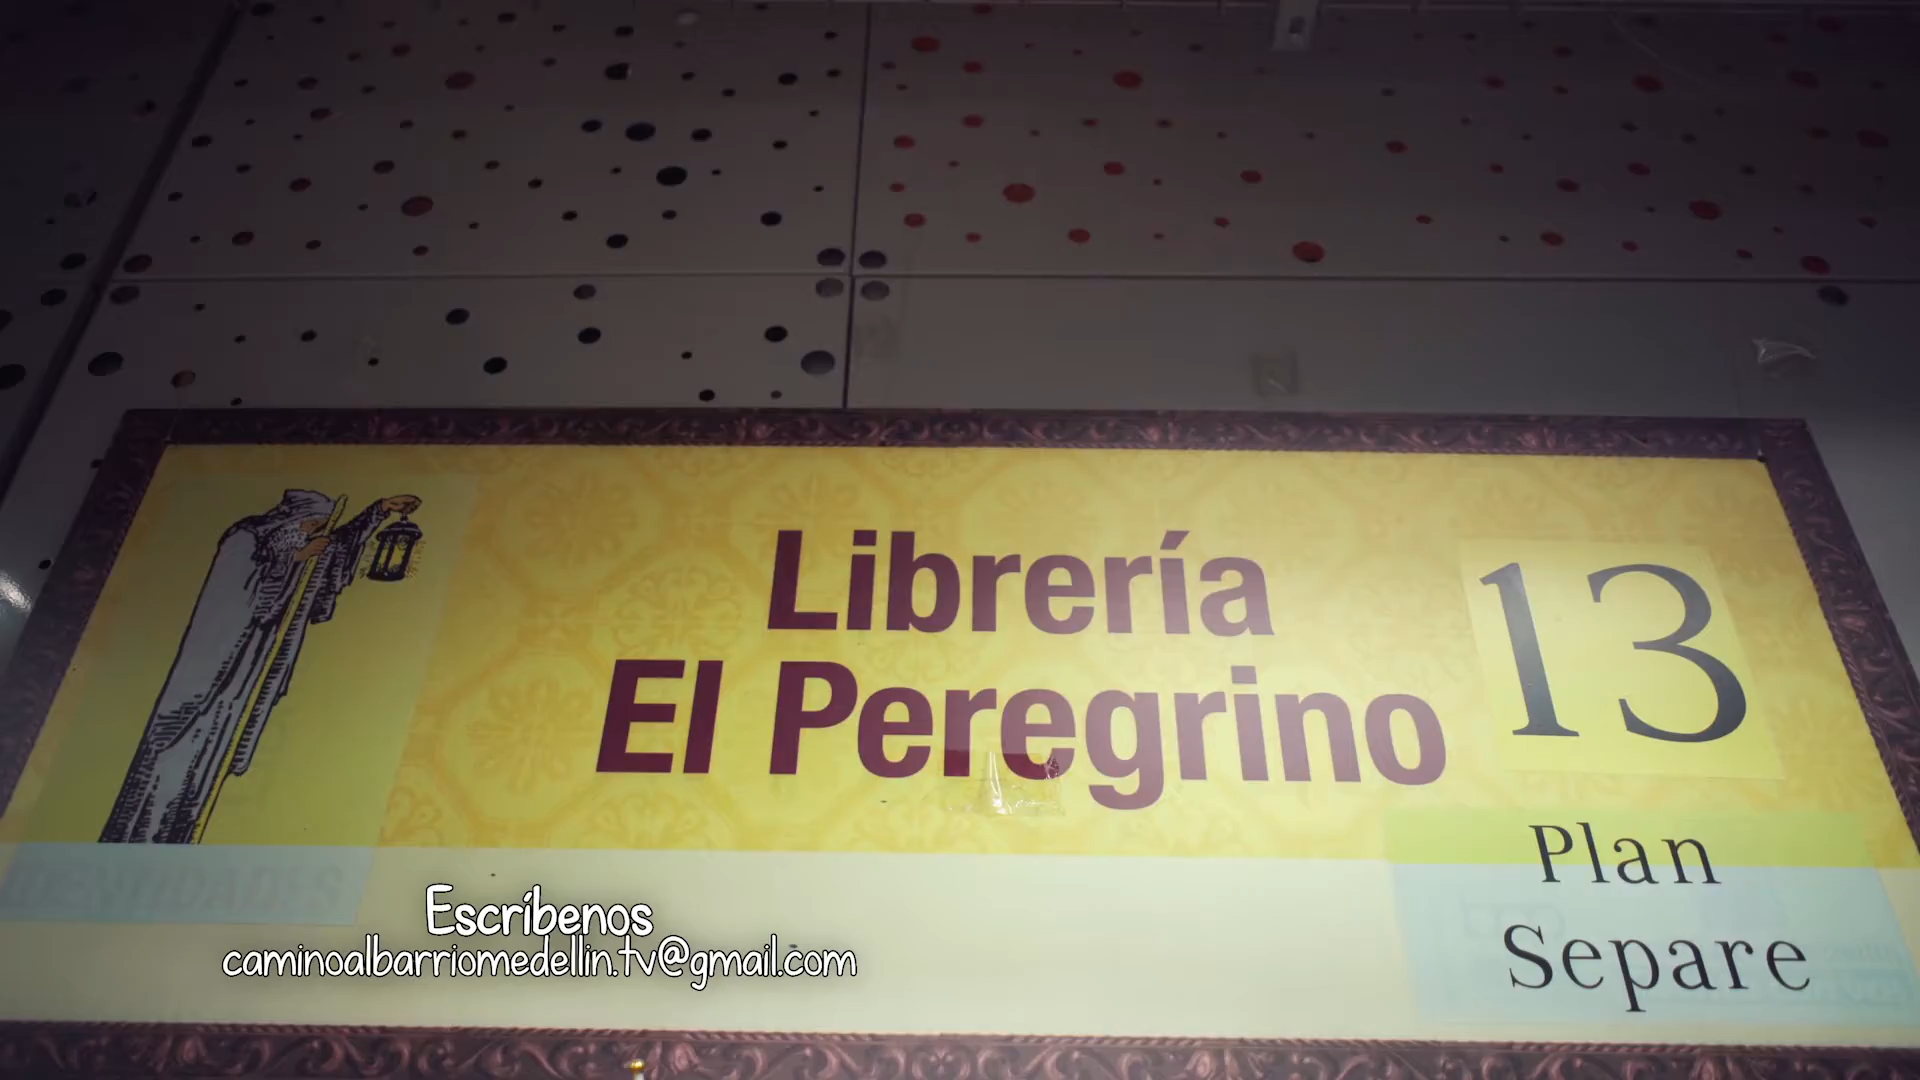 Librería
El Peregrino
13
Plan
Separe
Escríbenos
caminoalbarriomedellin.tv@gmail.com